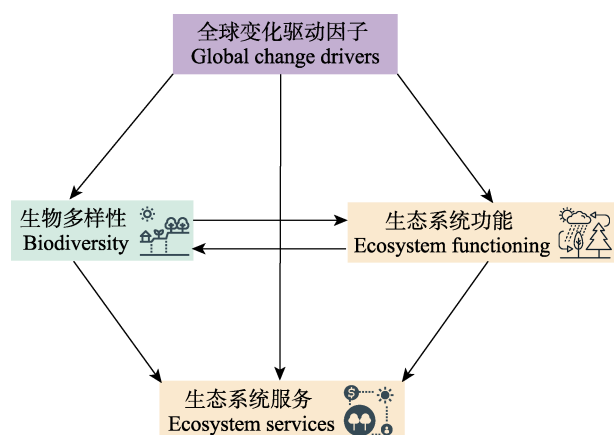 全球变化驱动因子
Global change drivers
生物多样性
Biodiversity
生态系统功能
Ecosystem functioning
生态系统服务
Ecosystem services
$